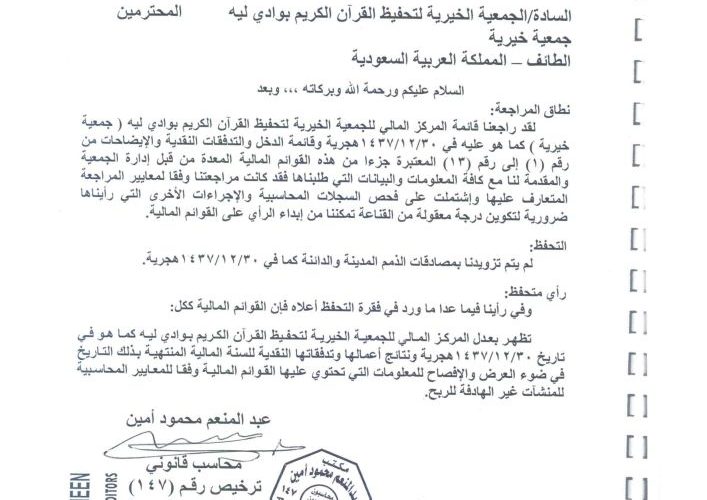 السادة/الجمعية الخيرية لتحفيظ القرآن الكريم بوادي ليه المحترمين
جمعية خيرية
الطائف – المملكة العربية السعودية
السلام عليكم ورحمة الله وبركاته ،،، وبعد
نطاق المراجعة:
لقد راجعنا قائمة المركز المالي للجمعية الخيرية لتحفيظ القرآن الكريم بوادي ليه ( جمعية
خيرية ) كما هو عليه في ١٤٣٧/١٢/٣٠هجرية وقائمة الدخل والتدفقات النقدية والإيضاحات من
رقم (١) إلى رقم (١٣) المعتبرة جزءا من هذه القوائم المالية المعدة من قبل إدارة الجمعية
والمقدمة لنا مع كافة المعلومات والبيانات التي طلبناها فقد كانت مراجعتنا وفقا لمعايير المراجعة
المتعارف عليها وإشتملت على فحص السجلات المحاسبية والإجراءات الأخرى التي رأيناها
ضرورية لتكوين درجة معقولة من القناعة تمكننا من إبداء الرأي على القوائم المالية.
التحفظ:
لم يتم تزويدنا بمصادقات الذمم المدينة والدائنة كما في ١٤٣٧/١٢/٣٠هجرية.
رأي متحفظ:
وفي رأينا فيما عدا ما ورد في فقرة التحفظ أعلاه فإن القوائم المالية ككل:
تظهر بعدل المركز المالي للجمعية الخيرية لتحفيظ القرآن الكريم بوادي ليه كما هو في
تاريخ ١٤٣٧/١٢/٣٠هجرية ونتائج أعمالها وتدفقاتها النقدية للسنة المالية المنتهية بذلك التاريخ
في ضوء العرض والإفصاح للمعلومات التي تحتوي عليها القوائم المالية وفقا للمعايير المحاسبية
للمنشآت غير الهادفة للربح.
عبد المنعم محمود أمين
محاسب قانوني
ترخيص رقم (١٤٧)
مكتب
عبد المنعم محمود أمين
١٤٧
EEN
DITORS